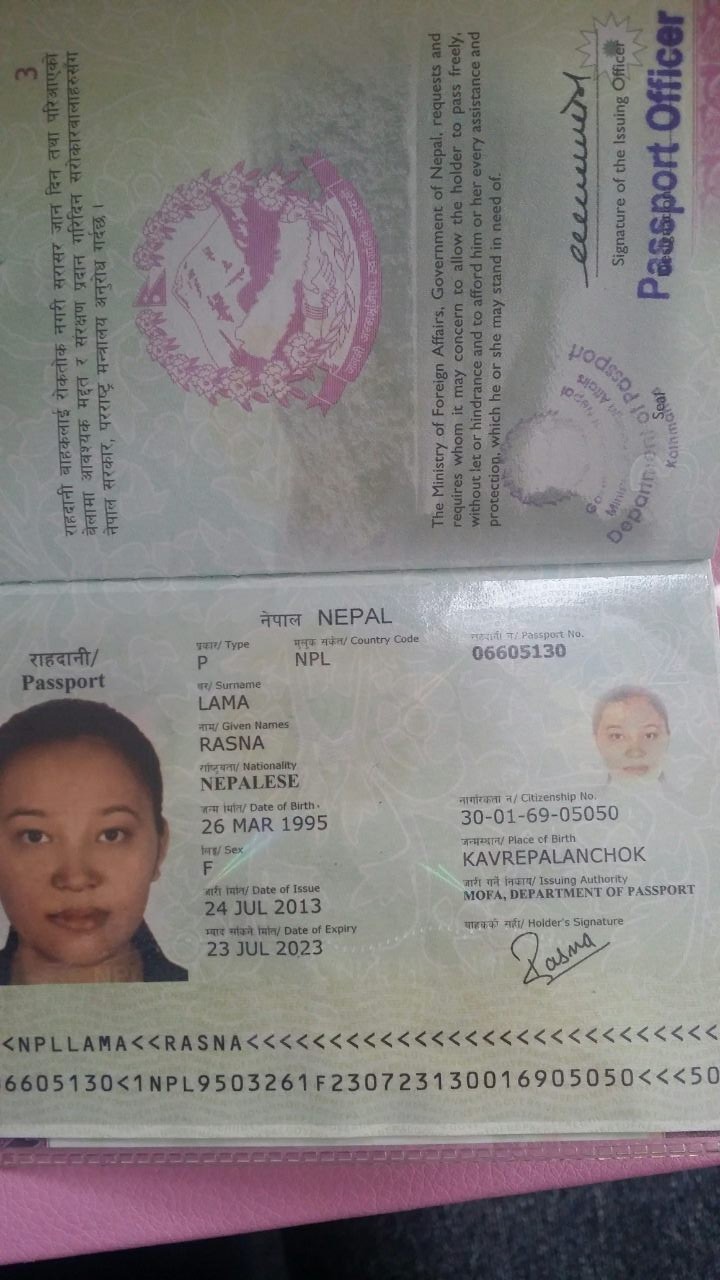 3
राहदानी बाहकलाई रोकतोक नगरी सरासर जान दिन तथा परिआएको
बेलामा आवश्यक मद्दत र संरक्षण प्रदान गरिदिन सरोकारवालाहरुसँग
नेपाल सरकार, परराष्ट्र मन्त्रालय अनुरोध गर्दछ ।
The Ministry of Foreign Affairs, Government of Nepal, requests and
requires whom it may concern to allow the holder to pass freely,
without let or hindrance and to afford him or her every assistance and
protection, which he or she may stand in need of.
Signature of the Issuing Officer
Passport Officer
Seal
Department of Passport
नेपाल NEPAL
राहदानी/
Passport
प्रकार/ Type
P
मुलुक संकेत/ Country Code
NPL
राहदानी नं/ Passport No.
06605130
थर/ Surname
LAMA
नाम/ Given Names
RASNA
राष्ट्रियता/ Nationality
NEPALESE
जन्म मिति/ Date of Birth
26 MAR 1995
नागरिकता नं/ Citizenship No.
30-01-69-05050
लिङ्ग/ Sex
F
जन्मस्थान/ Place of Birth
KAVREPALANCHOK
जारी मिति/ Date of Issue
24 JUL 2013
जारी गर्ने निकाय/ Issuing Authority
MOFA, DEPARTMENT OF PASSPORT
म्याद सकिने मिति/ Date of Expiry
23 JUL 2023
वाहकको सही/ Holder's Signature
Rasna
<NPLLAMA<<RASNA<<<<<<<<<<<<<<<<<<<<<<<<<<<
6605130<1NPL9503261F2307231300169050​50<<<50